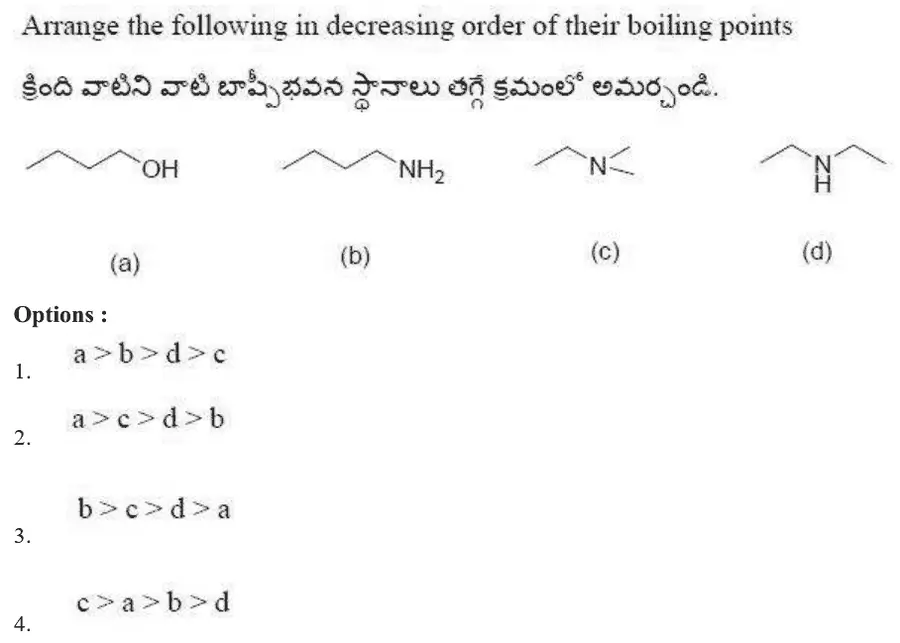 Arrange the following in decreasing order of their boiling points
క్రింది వాటిని వాటి బాష్పీభవన స్థానాలు తగ్గే క్రమంలో అమర్చండి.
OH NH2 N N H
(a) (b) (c) (d)
Options :
1. a > b > d > c
2. a > c > d > b
3. b > c > d > a
4. c > a > b > d